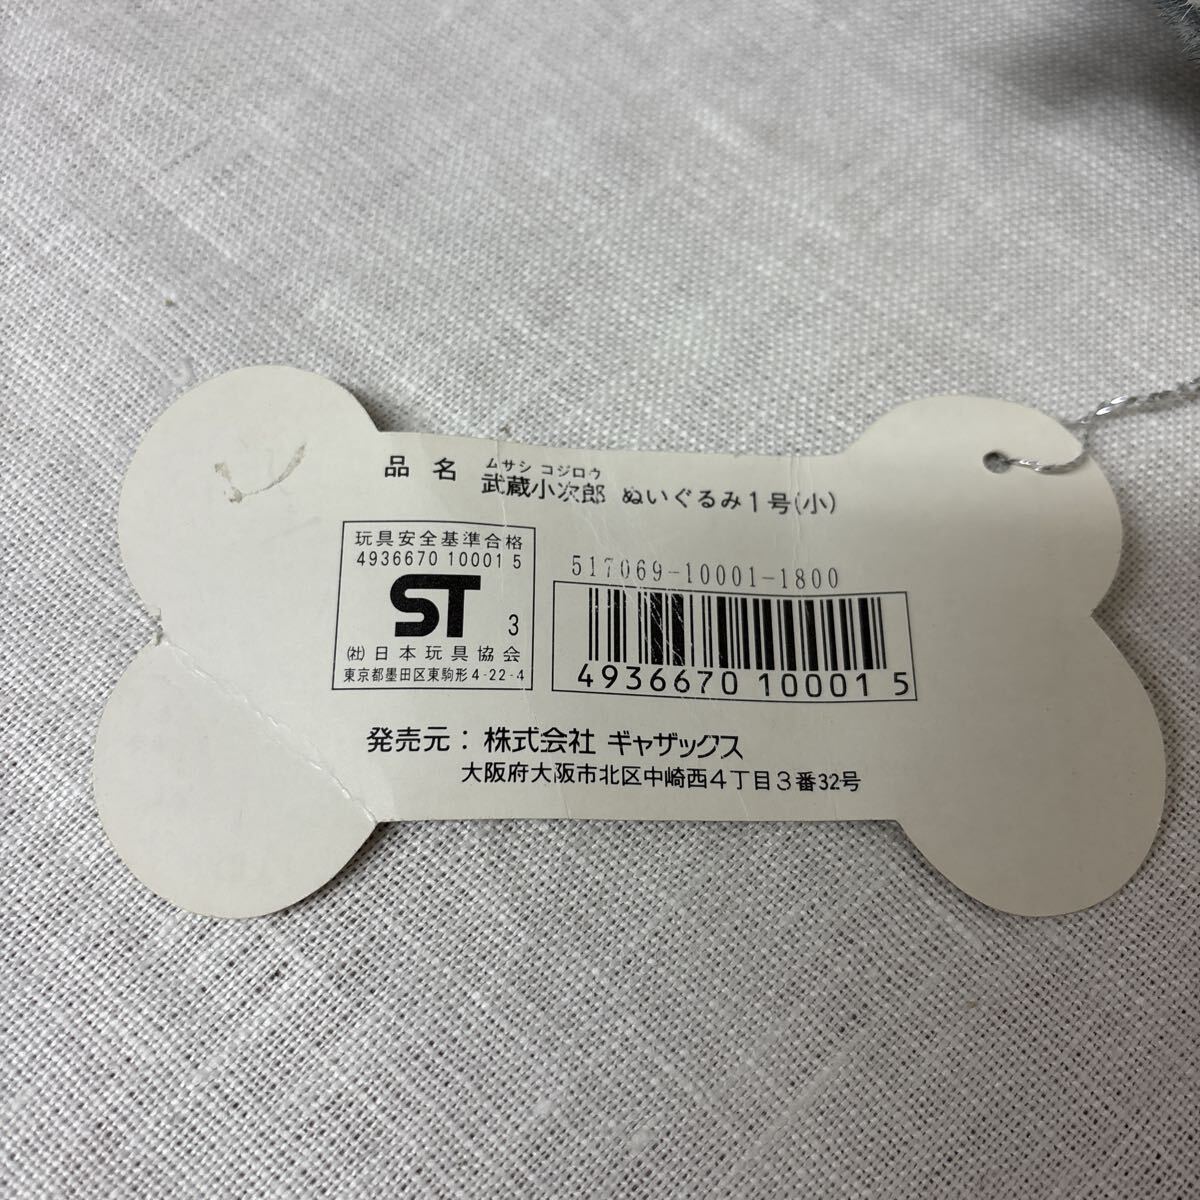 ムサシ コジロウ
品名 武蔵小次郎 ぬいぐるみ1号(小)
玩具安全基準合格
4936670 10001 5
ST 3
(社)日本玩具協会
東京都墨田区東駒形4-22-4
517069-10001-1800
4936670 10001 5
発売元: 株式会社 ギャザックス
大阪府大阪市北区中崎西4丁目3番32号